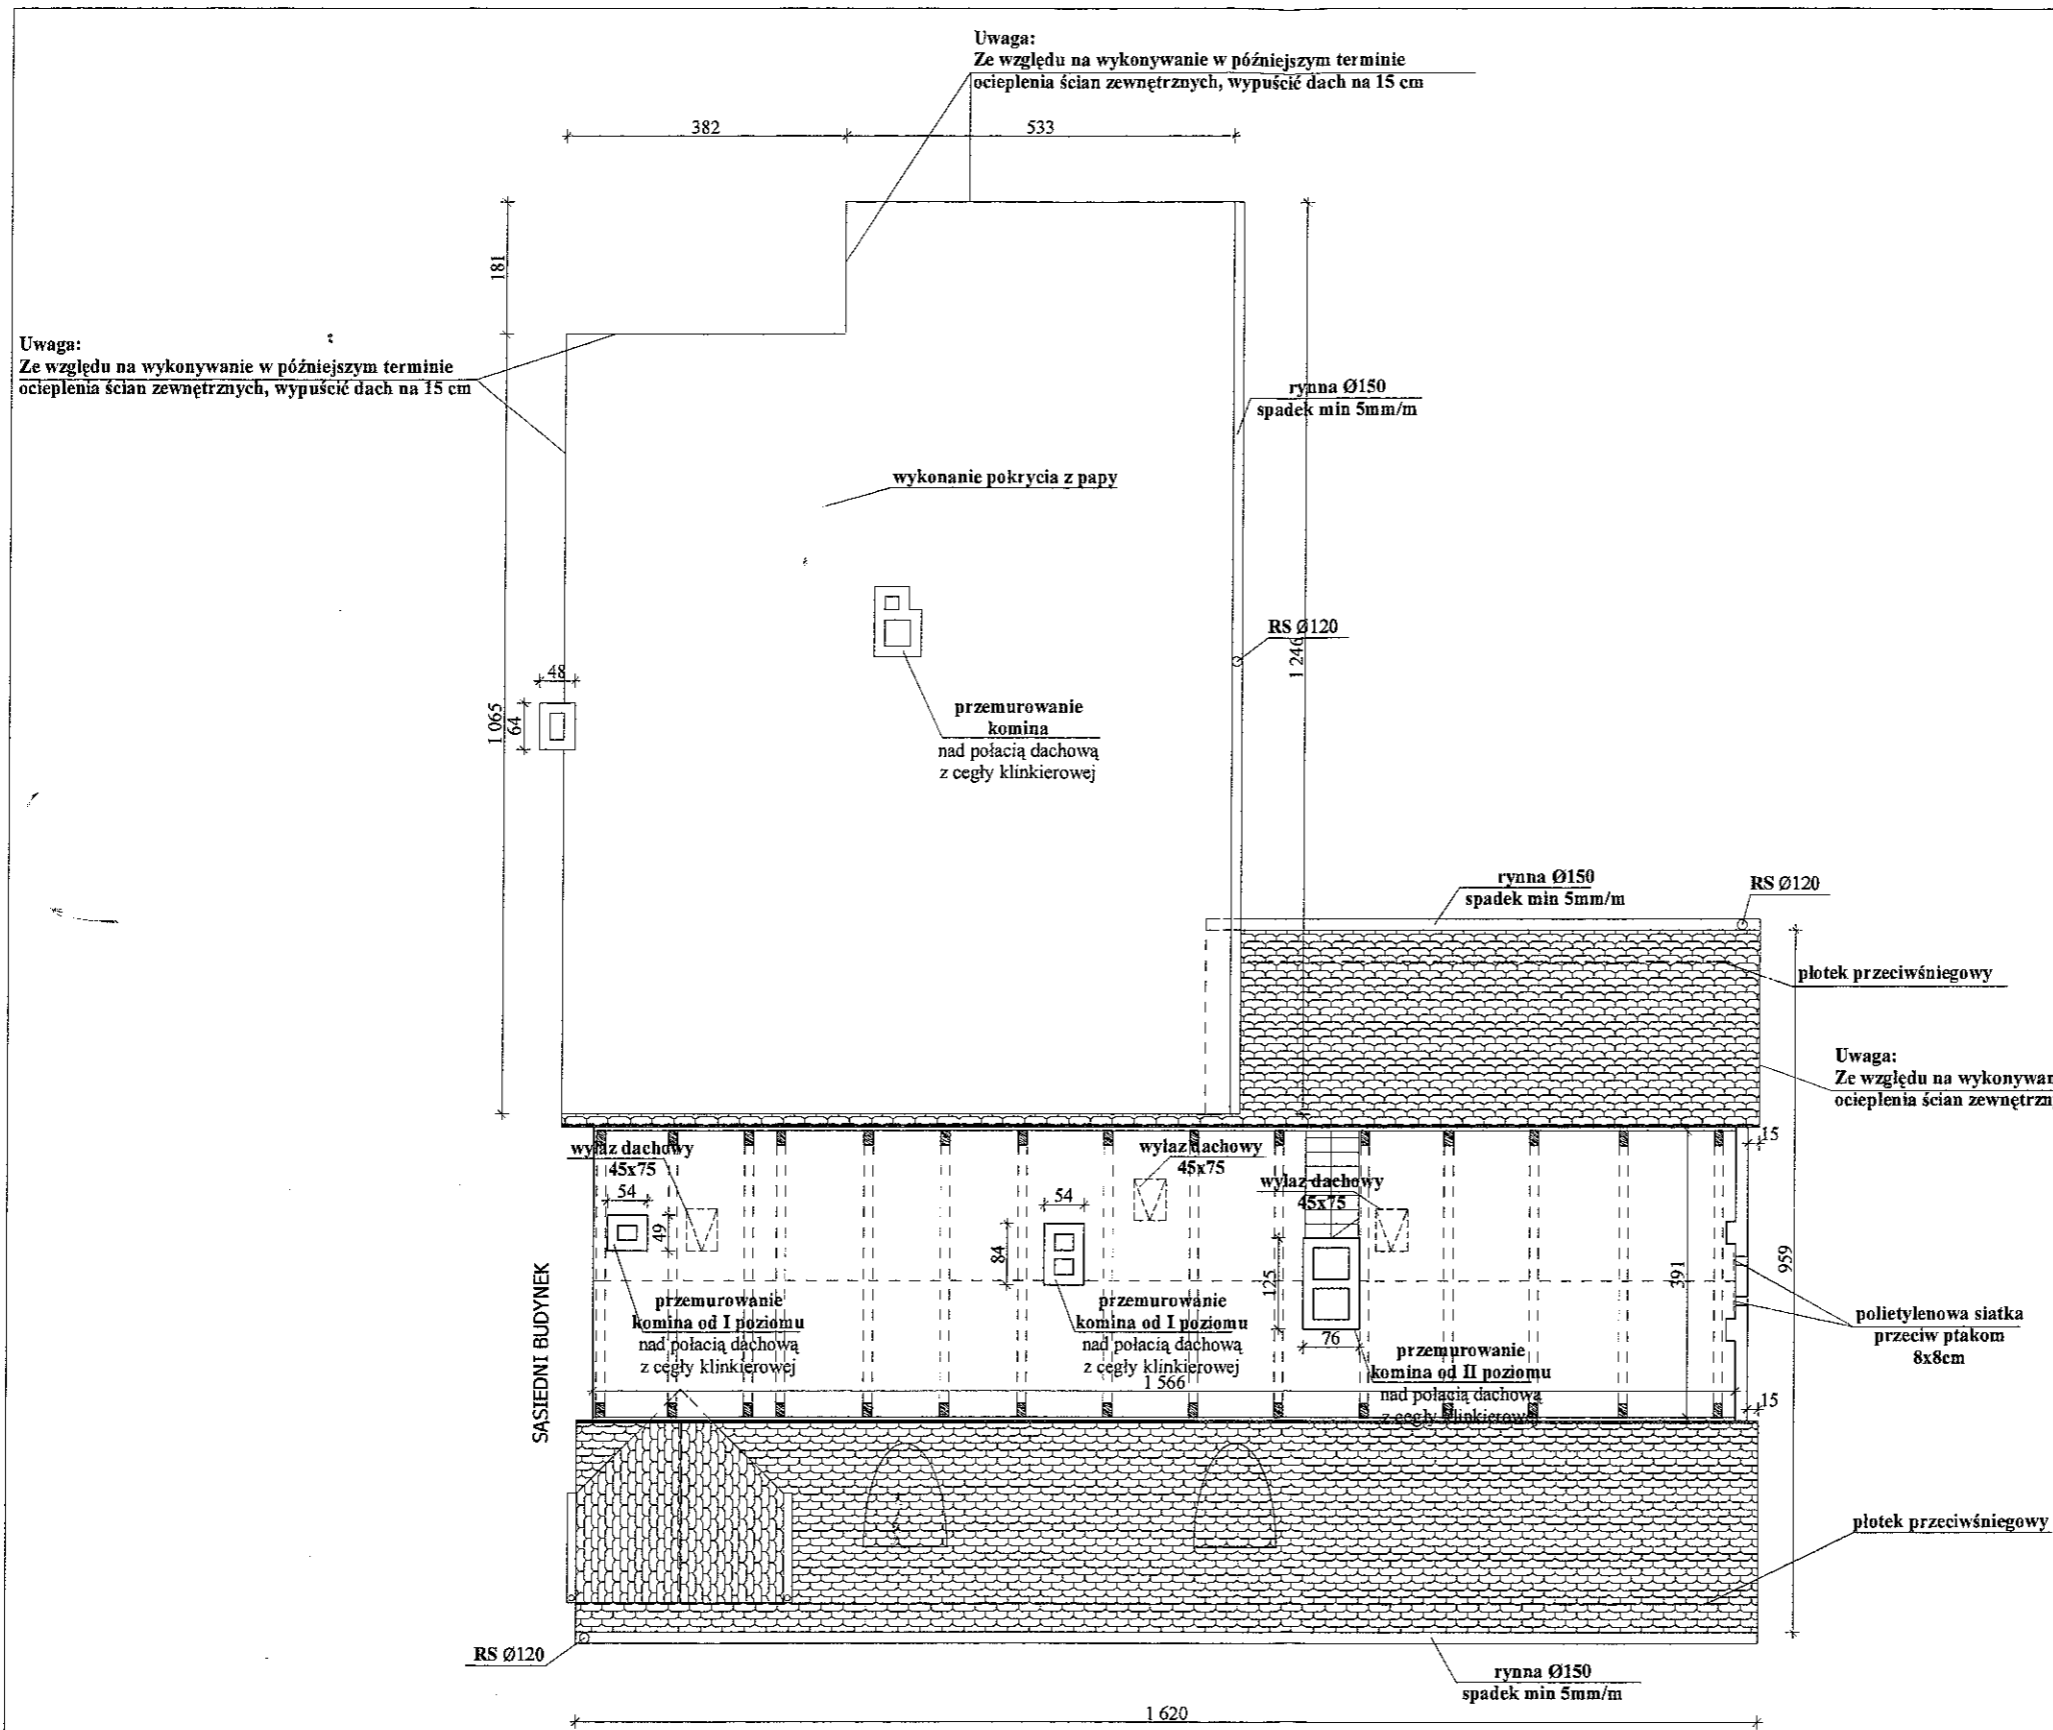 Uwaga:
Ze względu na wykonywanie w późniejszym terminie
ocieplenia ścian zewnętrznych, wypuścić dach na 15 cm
382
533
181
Uwaga:
Ze względu na wykonywanie w późniejszym terminie
ocieplenia ścian zewnętrznych, wypuścić dach na 15 cm
rynna Ø150
spadek min 5mm/m
wykonanie pokrycia z papy
RS Ø120
1 246
48
64
1 065
przemurowanie
komina
nad połacią dachową
z cegły klinkierowej
rynna Ø150
spadek min 5mm/m
RS Ø120
płotek przeciwśniegowy
Uwaga:
Ze względu na wykonywan
ocieplenia ścian zewnętrzn
15
wyłaz dachowy
45x75
54
49
wyłaz dachowy
45x75
54
84
wyłaz dachowy
45x75
125
76
391
959
SĄSIEDNI BUDYNEK
przemurowanie
komina od I poziomu
nad połacią dachową
z cegły klinkierowej
przemurowanie
komina od I poziomu
nad połacią dachową
z cegły klinkierowej
przemurowanie
komina od II poziomu
nad połacią dachową
z cegły klinkierowej
polietylenowa siatka
przeciw ptakom
8x8cm
1 566
15
płotek przeciwśniegowy
RS Ø120
rynna Ø150
spadek min 5mm/m
1 620